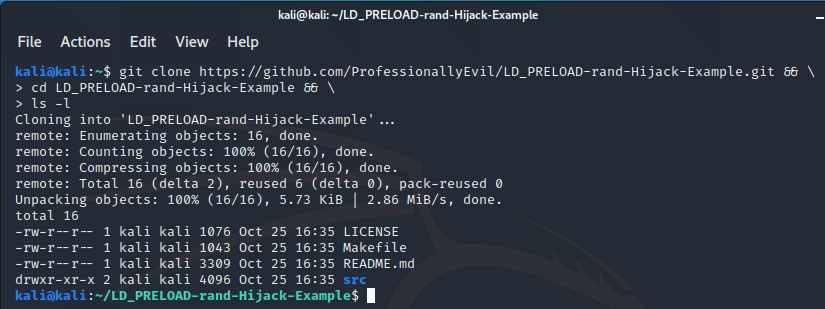 kali@kali: ~/LD_PRELOAD-rand-Hijack-Example
File Actions Edit View Help
kali@kali:~$ git clone https://github.com/ProfessionallyEvil/LD_PRELOAD-rand-Hijack-Example.git && \
> cd LD_PRELOAD-rand-Hijack-Example && \
> ls -l
Cloning into 'LD_PRELOAD-rand-Hijack-Example'...
remote: Enumerating objects: 16, done.
remote: Counting objects: 100% (16/16), done.
remote: Compressing objects: 100% (16/16), done.
remote: Total 16 (delta 2), reused 6 (delta 0), pack-reused 0
Unpacking objects: 100% (16/16), 5.73 KiB | 2.86 MiB/s, done.
total 16
-rw-r--r-- 1 kali kali 1076 Oct 25 16:35 LICENSE
-rw-r--r-- 1 kali kali 1043 Oct 25 16:35 Makefile
-rw-r--r-- 1 kali kali 3309 Oct 25 16:35 README.md
drwxr-xr-x 2 kali kali 4096 Oct 25 16:35 src
kali@kali:~/LD_PRELOAD-rand-Hijack-Example$